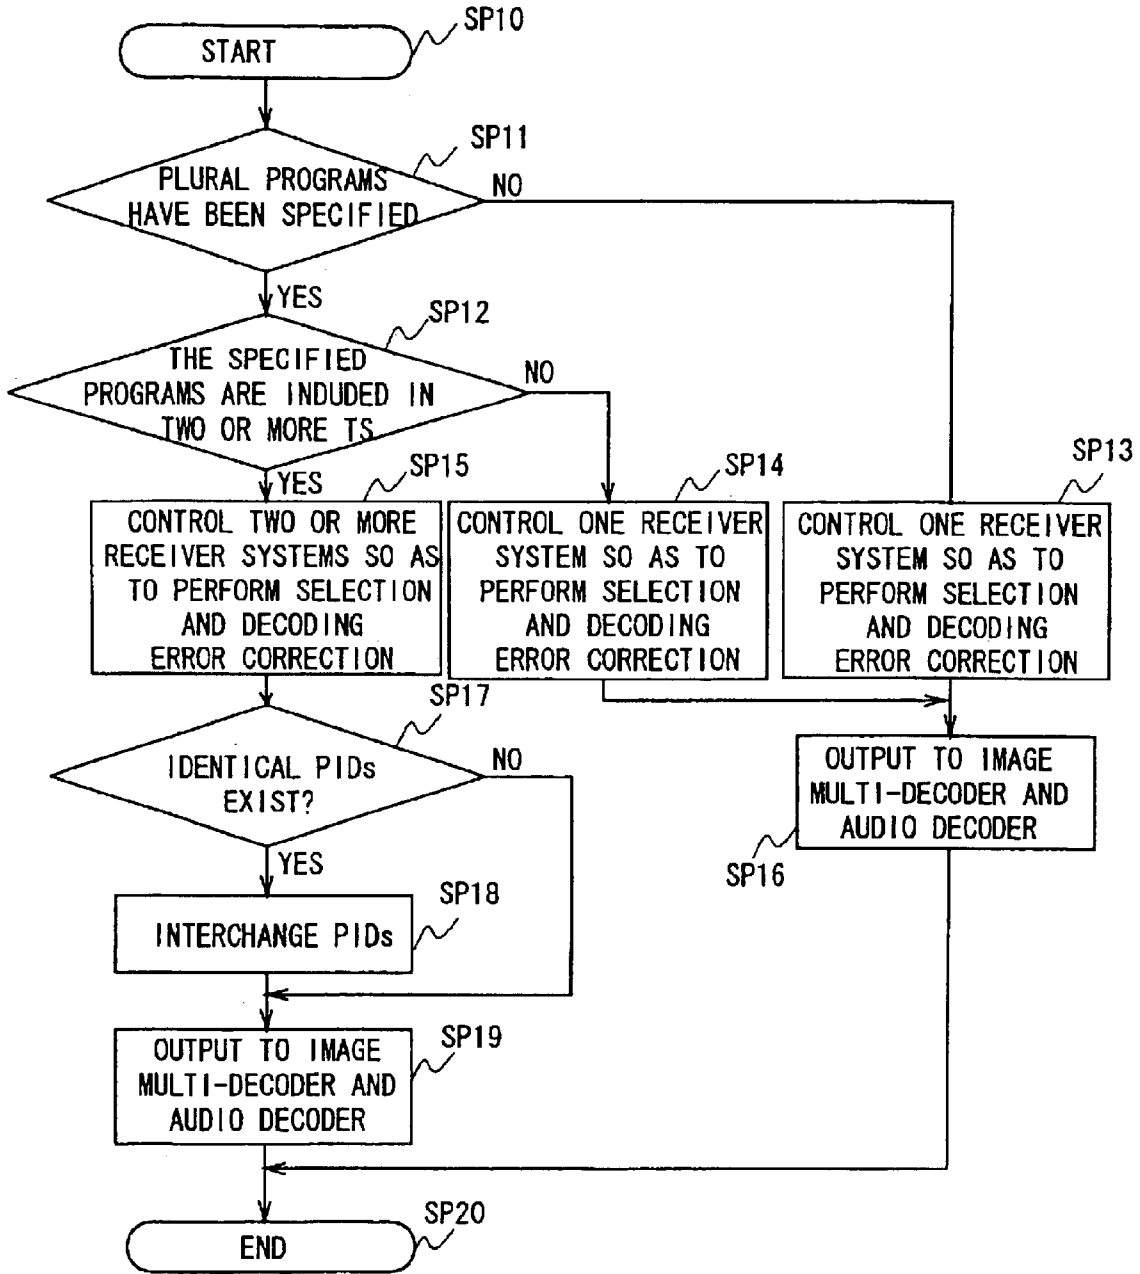 SP10
START
SP11
PLURAL PROGRAMS
HAVE BEEN SPECIFIED
NO
YES
SP12
THE SPECIFIED
PROGRAMS ARE INDUDED IN
TWO OR MORE TS
NO
YES
SP15
CONTROL TWO OR MORE
RECEIVER SYSTEMS SO AS
TO PERFORM SELECTION
AND DECODING
ERROR CORRECTION
SP14
CONTROL ONE RECEIVER
SYSTEM SO AS TO
PERFORM SELECTION
AND DECODING
ERROR CORRECTION
SP13
CONTROL ONE RECEIVER
SYSTEM SO AS TO
PERFORM SELECTION
AND DECODING
ERROR CORRECTION
SP17
IDENTICAL PIDs
EXIST?
NO
YES
OUTPUT TO IMAGE
MULTI-DECODER AND
AUDIO DECODER
SP16
SP18
INTERCHANGE PIDs
SP19
OUTPUT TO IMAGE
MULTI-DECODER AND
AUDIO DECODER
SP20
END